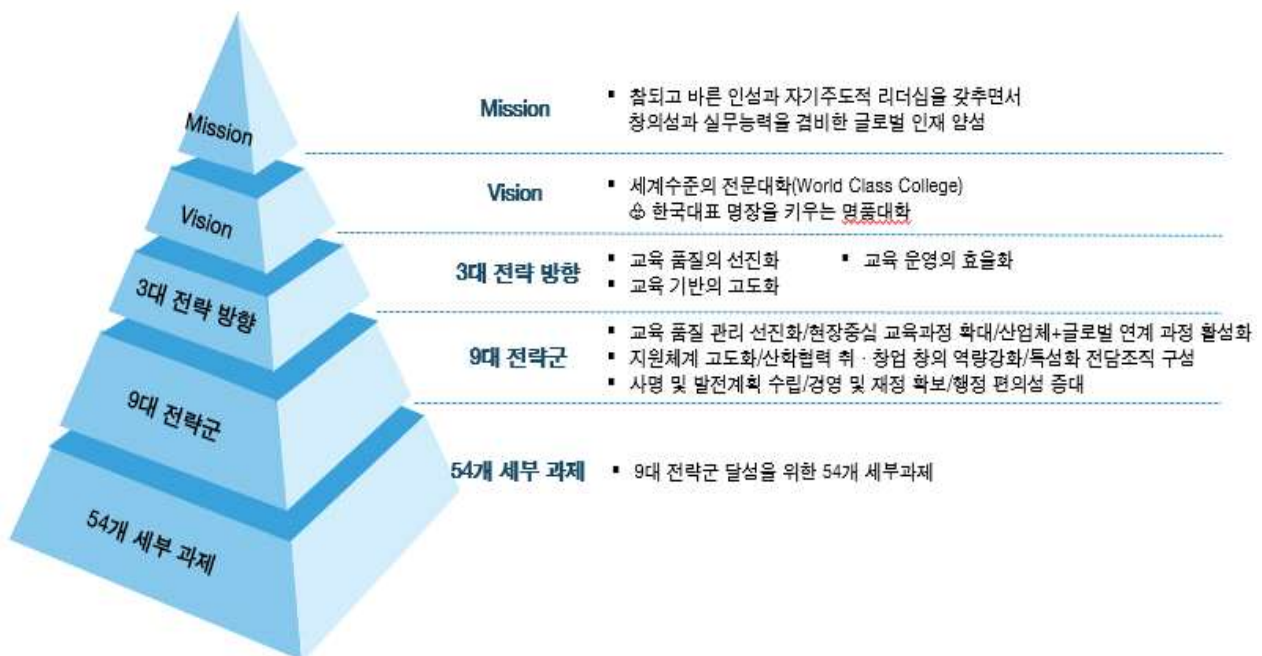 Mission
Vision
3대 전략 방향
9대 전략군
54개 세부 과제
Mission
▪ 참되고 바른 인성과 자기주도적 리더십을 갖추면서
창의성과 실무능력을 겸비한 글로벌 인재 양성
Vision
▪ 세계수준의 전문대학(World Class College)
♧ 한국대표 명장을 키우는 명품대학
3대 전략 방향
▪ 교육 품질의 선진화 ▪ 교육 운영의 효율화
▪ 교육 기반의 고도화
9대 전략군
▪ 교육 품질 관리 선진화/현장중심 교육과정 확대/산업체+글로벌 연계 과정 활성화
▪ 지원체계 고도화/산학협력 취·창업 창의 역량강화/특성화 전담조직 구성
▪ 사명 및 발전계획 수립/경영 및 재정 확보/행정 편의성 증대
54개 세부 과제
▪ 9대 전략군 달성을 위한 54개 세부과제